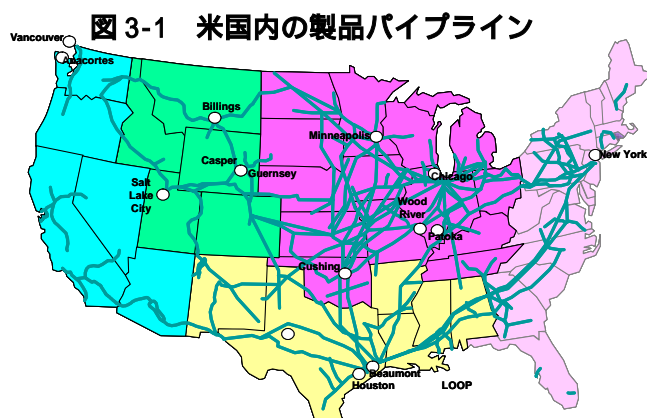 図 3-1 米国内の製品パイプライン
Vancouver
Anacortes
Billings
Minneapolis
New York
Casper
Guernsey
Chicago
Salt
Lake
City
Wood
River
Patoka
Cushing
Beaumont
Houston
LOOP